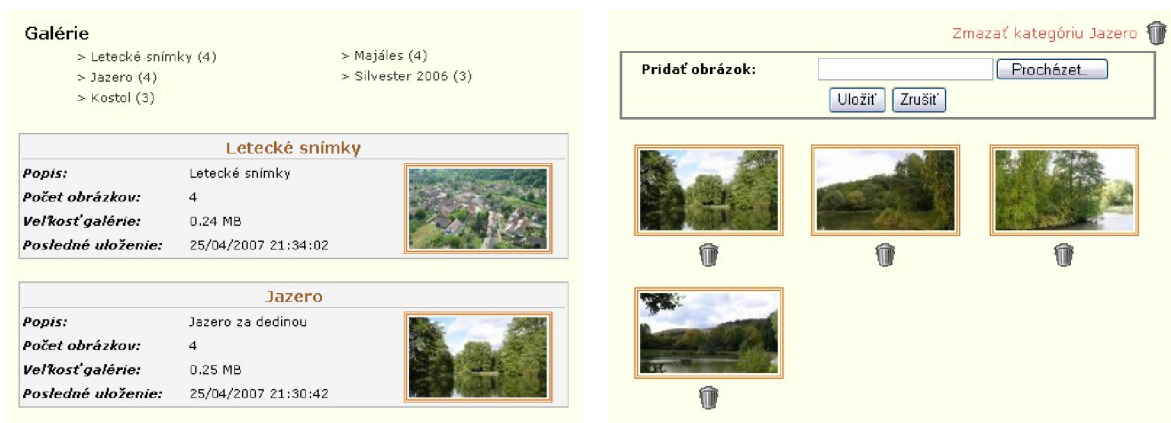 Galérie
> Letecké snímky (4)
> Majáles (4)
> Jazero (4)
> Silvester 2006 (3)
> Kostol (3)
Letecké snímky
Popis: Letecké snímky
Počet obrázkov: 4
Veľkosť galérie: 0.24 MB
Posledné uloženie: 25/04/2007 21:34:02
Jazero
Popis: Jazero za dedinou
Počet obrázkov: 4
Veľkosť galérie: 0.25 MB
Posledné uloženie: 25/04/2007 21:30:42
Zmazať kategóriu Jazero
Pridať obrázok: Procházet...
Uložiť Zrušiť